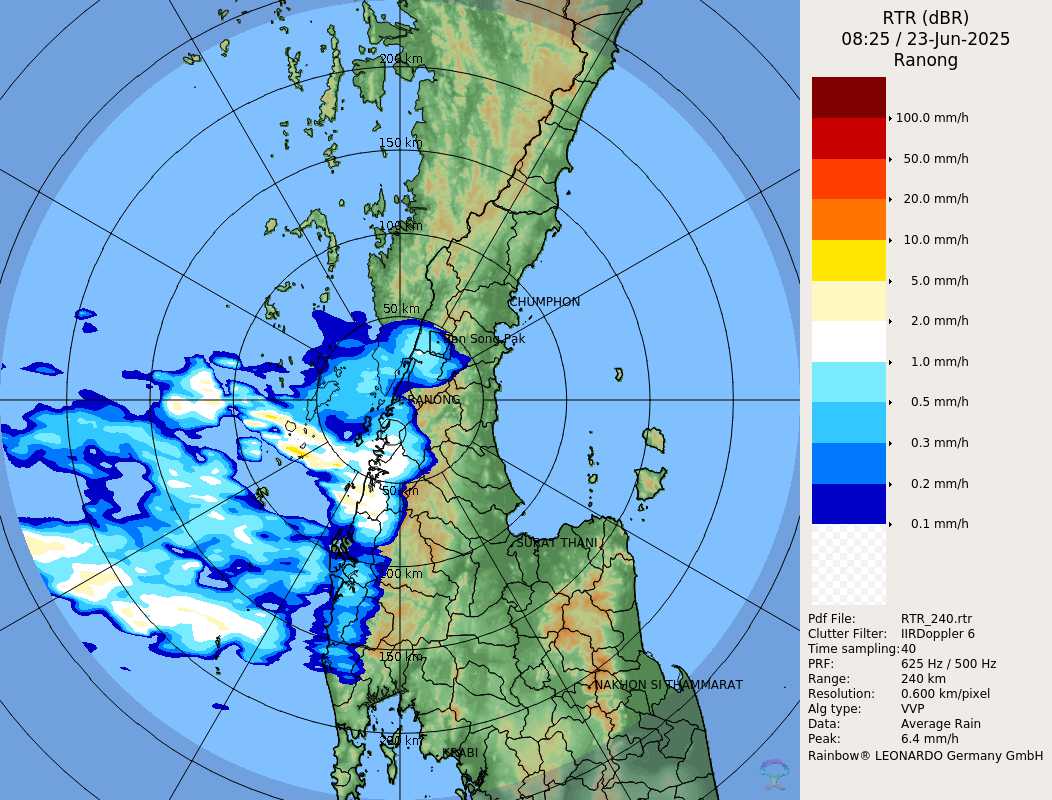 RTR (dBR)
08:25 / 23-Jun-2025
Ranong
100.0 mm/h
50.0 mm/h
20.0 mm/h
10.0 mm/h
5.0 mm/h
2.0 mm/h
1.0 mm/h
0.5 mm/h
0.3 mm/h
0.2 mm/h
0.1 mm/h
Pdf File: RTR_240.rtr
Clutter Filter: IIRDoppler 6
Time sampling:40
PRF: 625 Hz / 500 Hz
Range: 240 km
Resolution: 0.600 km/pixel
Alg type: VVP
Data: Average Rain
Peak: 6.4 mm/h
Rainbow® LEONARDO Germany GmbH
200 km
150 km
100 km
50 km
CHUMPHON
Ban Song Pak
RANONG
50 km
SURAT THANI
100 km
150 km
NAKHON SI THAMMARAT
200 km
KRABI